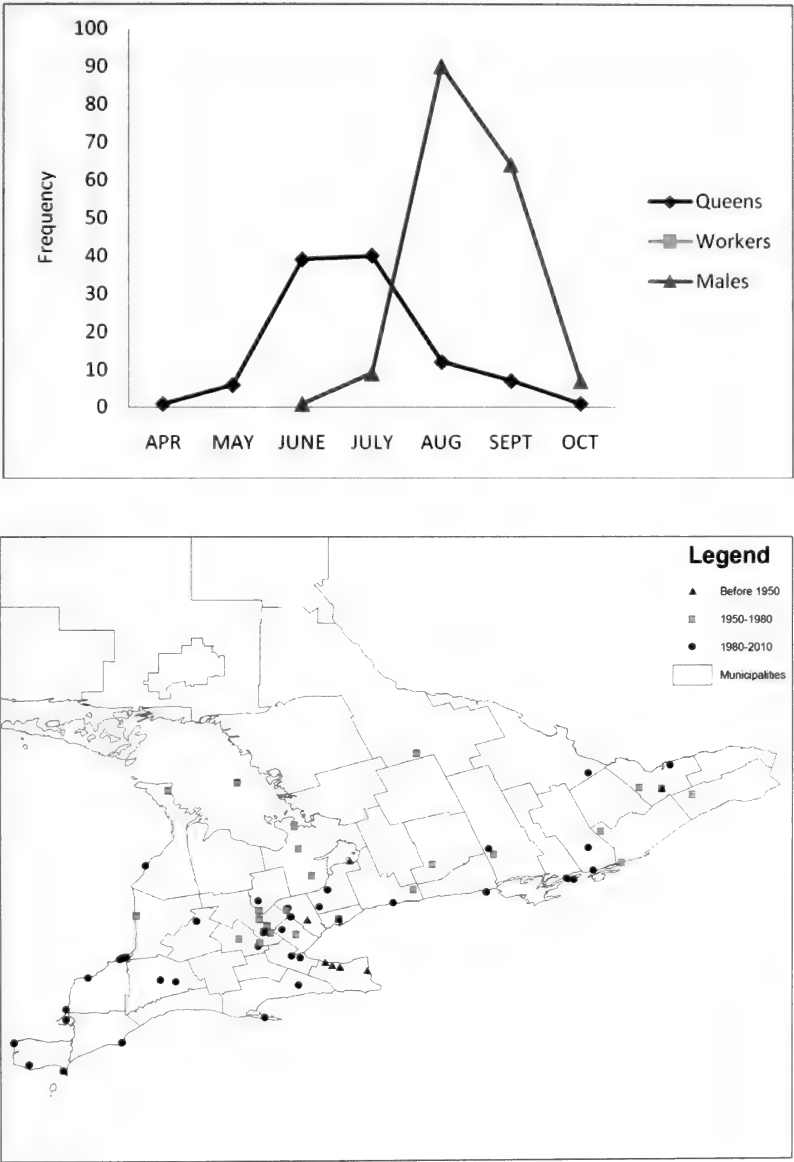 100
90
80
70
60
50
40
30
20
10
0
Frequency
APR MAY JUNE JULY AUG SEPT OCT
Queens
Workers
Males
Legend
Before 1950
1950-1980
1980-2010
Municipalities